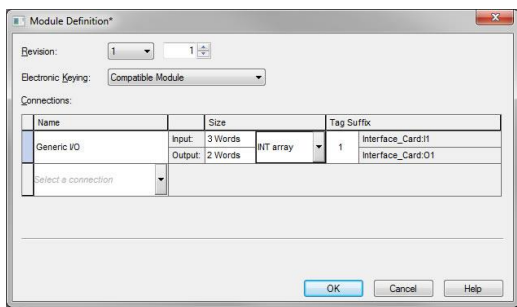 Module Definition*
Revision: 1 1
Electronic Keying: Compatible Module
Connections:
Name Size Tag Suffix
Generic I/O Input: 3 Words INT array 1 Interface_Card:I1
Output: 2 Words Interface_Card:O1
Select a connection
OK Cancel Help